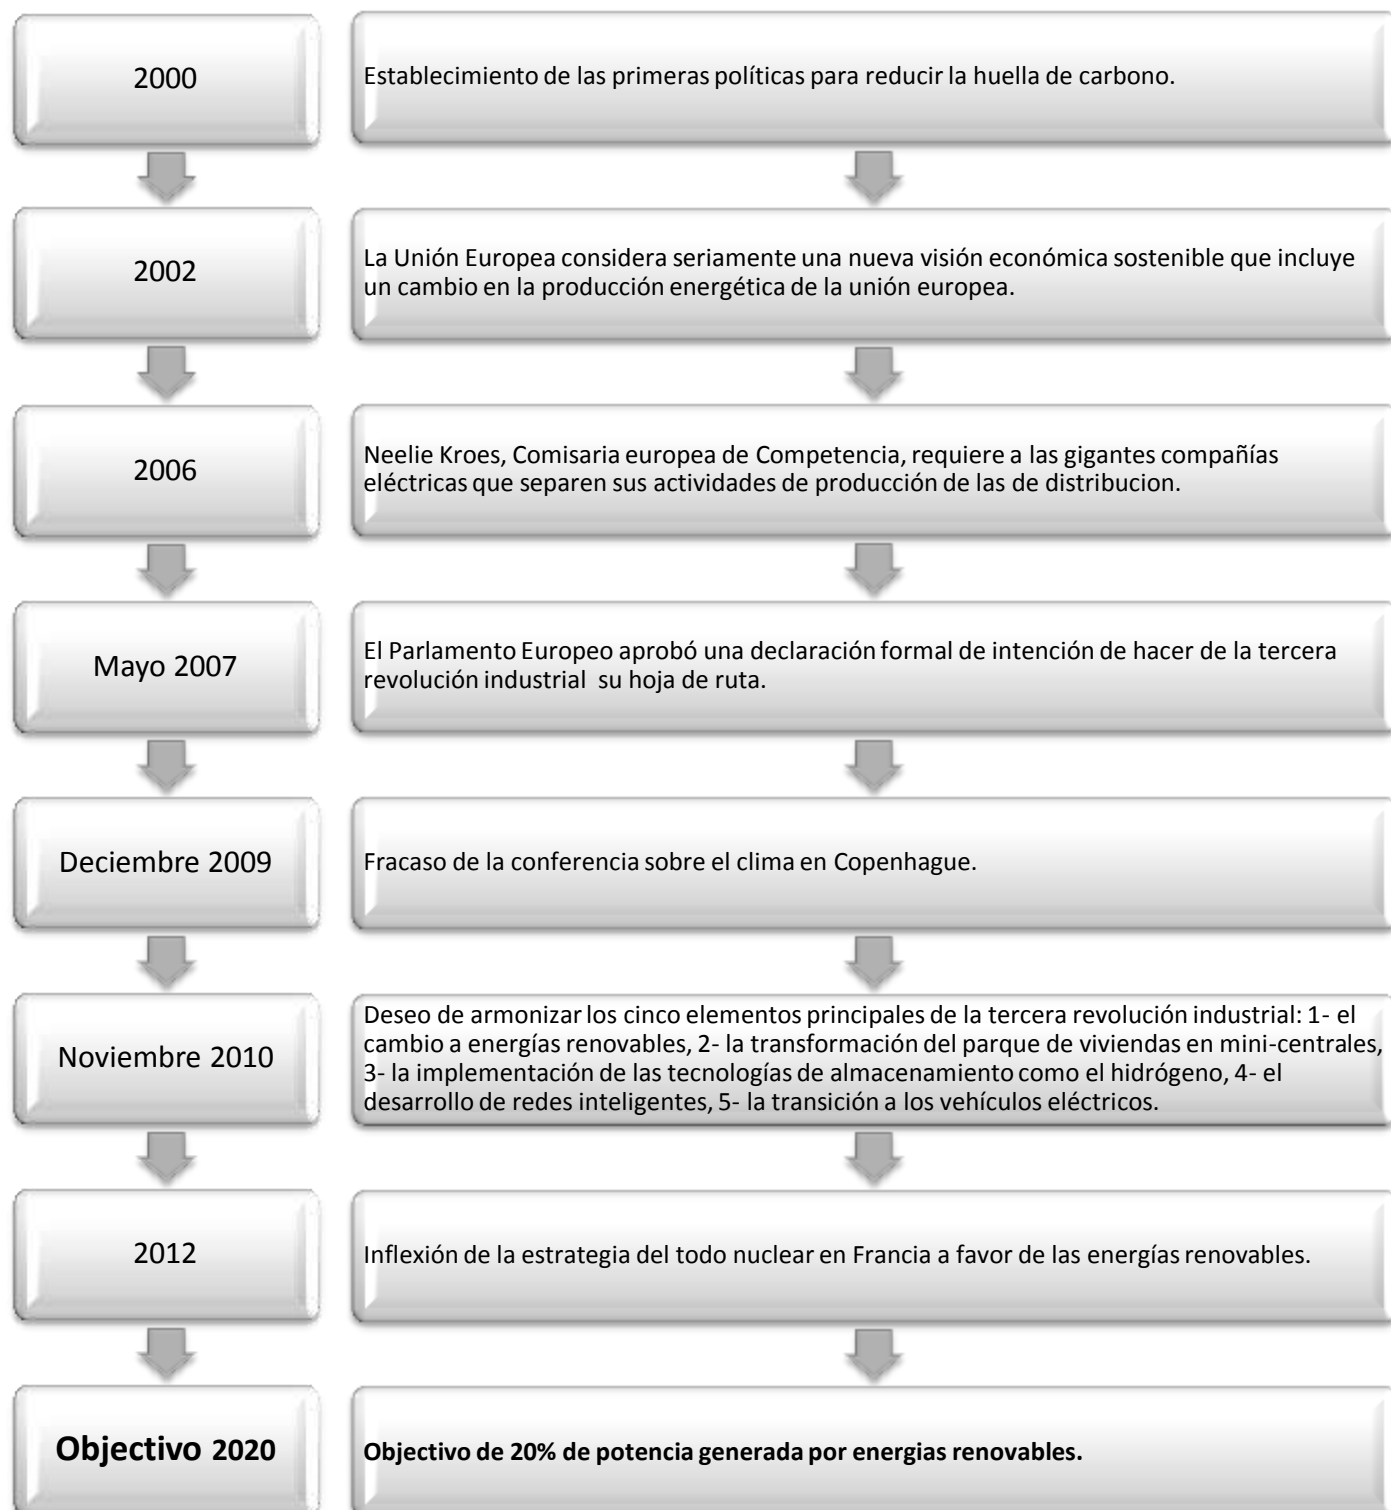 2000
Establecimiento de las primeras políticas para reducir la huella de carbono.
2002
La Unión Europea considera seriamente una nueva visión económica sostenible que incluye
un cambio en la producción energética de la unión europea.
2006
Neelie Kroes, Comisaria europea de Competencia, requiere a las gigantes compañías
eléctricas que separen sus actividades de producción de las de distribucion.
Mayo 2007
El Parlamento Europeo aprobó una declaración formal de intención de hacer de la tercera
revolución industrial su hoja de ruta.
Deciembre 2009
Fracaso de la conferencia sobre el clima en Copenhague.
Noviembre 2010
Deseo de armonizar los cinco elementos principales de la tercera revolución industrial: 1- el
cambio a energías renovables, 2- la transformación del parque de viviendas en mini-centrales,
3- la implementación de las tecnologías de almacenamiento como el hidrógeno, 4- el
desarrollo de redes inteligentes, 5- la transición a los vehículos eléctricos.
2012
Inflexión de la estrategia del todo nuclear en Francia a favor de las energías renovables.
Objectivo 2020
Objectivo de 20% de potencia generada por energias renovables.